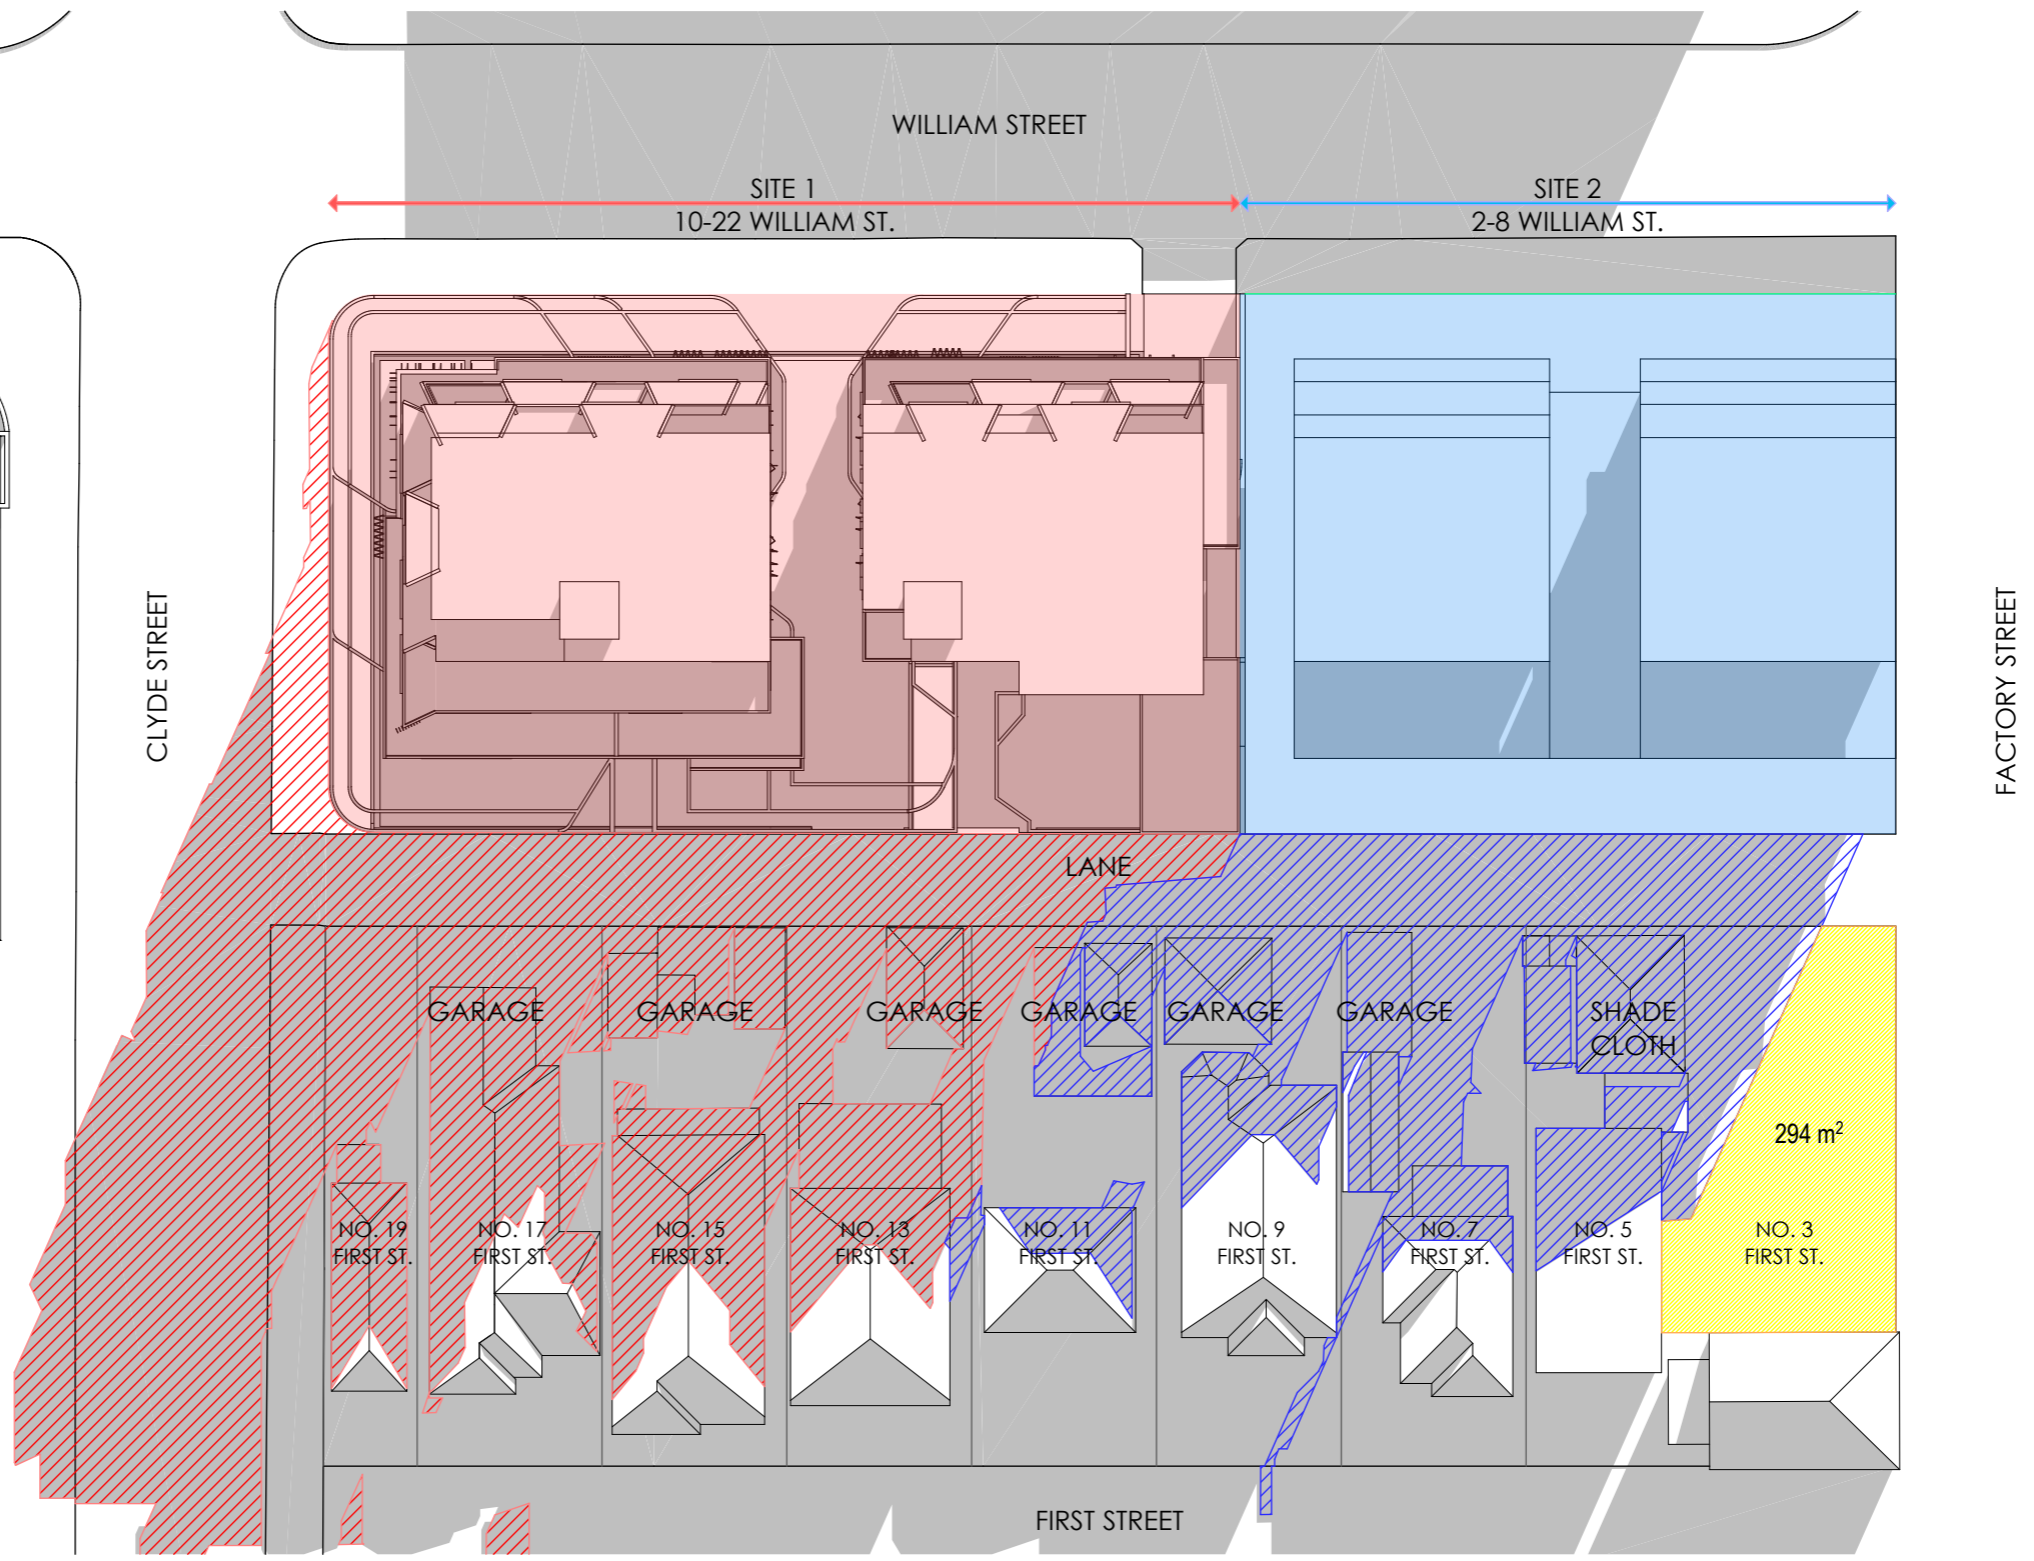 WILLIAM STREET
SITE 1
10-22 WILLIAM ST.
SITE 2
2-8 WILLIAM ST.
CLYDE STREET
FACTORY STREET
LANE
GARAGE
GARAGE
GARAGE
GARAGE
GARAGE
GARAGE
SHADE
CLOTH
294 m²
NO. 19
FIRST ST.
NO. 17
FIRST ST.
NO. 15
FIRST ST.
NO. 13
FIRST ST.
NO. 11
FIRST ST.
NO. 9
FIRST ST.
NO. 7
FIRST ST.
NO. 5
FIRST ST.
NO. 3
FIRST ST.
FIRST STREET